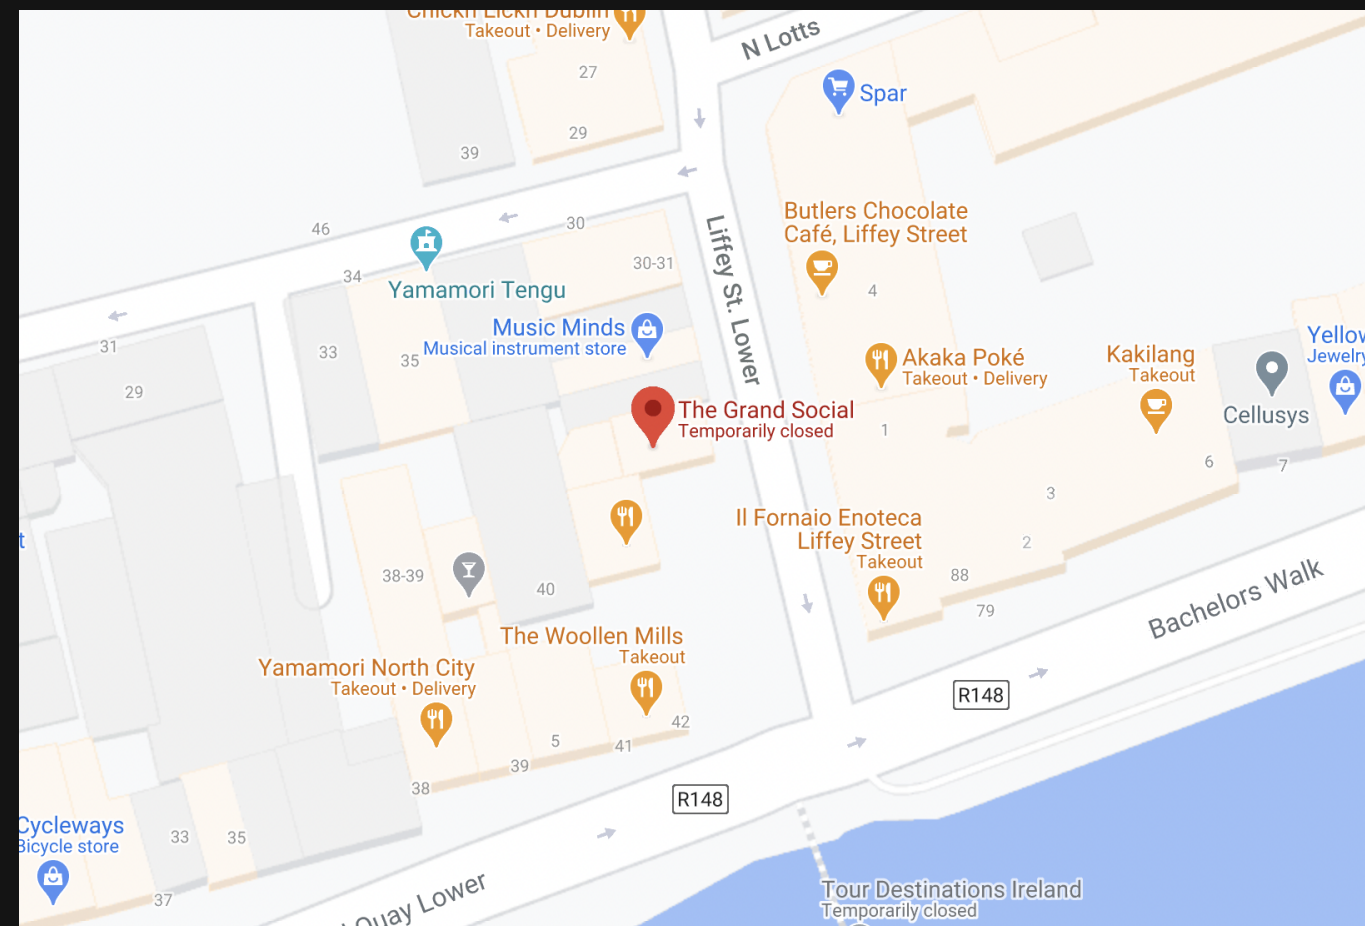 Chickn Lickn Dublin
Takeout • Delivery
27
29
39
N Lotts
Spar
46
30
34
30-31
Yamamori Tengu
Butlers Chocolate
Café, Liffey Street
4
Liffey St. Lower
Music Minds
Musical instrument store
31
33
35
29
Akaka Poké
Takeout • Delivery
Kakilang
Takeout
Yellow
Jewelry
Cellusys
The Grand Social
Temporarily closed
1
6
7
3
2
Il Fornaio Enoteca
Liffey Street
Takeout
88
79
Bachelors Walk
t
38-39
40
The Woollen Mills
Takeout
Yamamori North City
Takeout • Delivery
42
5
41
39
38
R148
R148
Cycleways
Bicycle store
33
35
37
Quay Lower
Tour Destinations Ireland
Temporarily closed